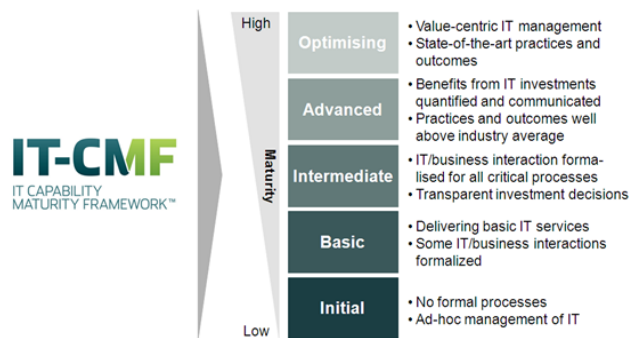 High
Optimising
• Value-centric IT management
• State-of-the-art practices and
outcomes
Advanced
• Benefits from IT investments
quantified and communicated
• Practices and outcomes well
above industry average
IT-CMF
IT CAPABILITY
MATURITY FRAMEWORK™
Maturity
Intermediate
• IT/business interaction forma-
lised for all critical processes
• Transparent investment decisions
Basic
• Delivering basic IT services
• Some IT/business interactions
formalized
Initial
• No formal processes
• Ad-hoc management of IT
Low